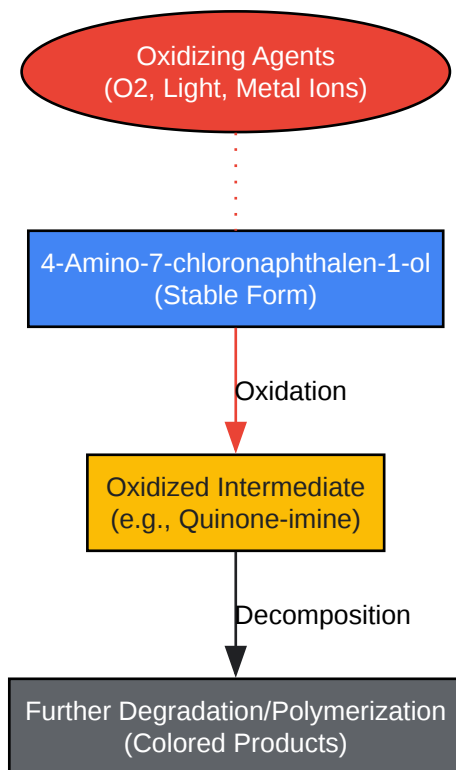 Oxidizing Agents
(O2, Light, Metal Ions)
4-Amino-7-chloronaphthalen-1-ol
(Stable Form)
Oxidation
Oxidized Intermediate
(e.g., Quinone-imine)
Decomposition
Further Degradation/Polymerization
(Colored Products)